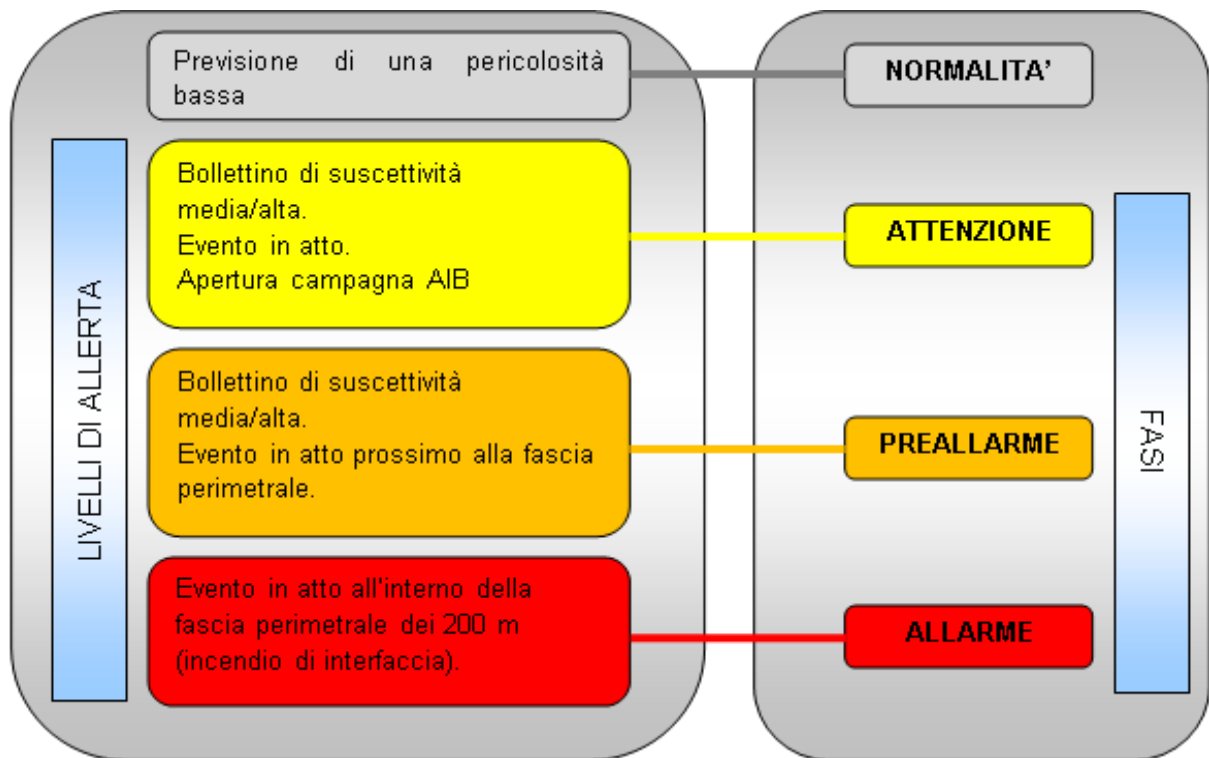 Previsione di una pericolosità
bassa
NORMALITA’
LIVELLI DI ALLERTA
Bollettino di suscettività
media/alta.
Evento in atto.
Apertura campagna AIB
ATTENZIONE
Bollettino di suscettività
media/alta.
Evento in atto prossimo alla fascia
perimetrale.
PREALLARME
Evento in atto all'interno della
fascia perimetrale dei 200 m
(incendio di interfaccia).
ALLARME
FASI